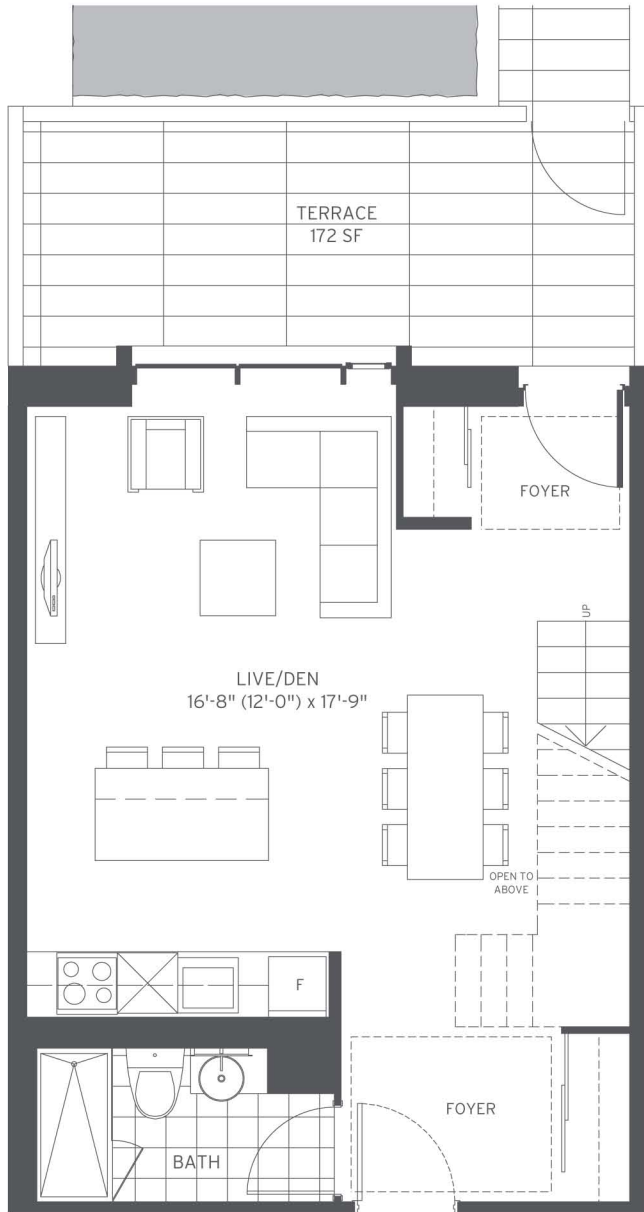 TERRACE
172 SF
FOYER
UP
LIVE/DEN
16'-8" (12'-0") x 17'-9"
OPEN TO
ABOVE
F
FOYER
BATH